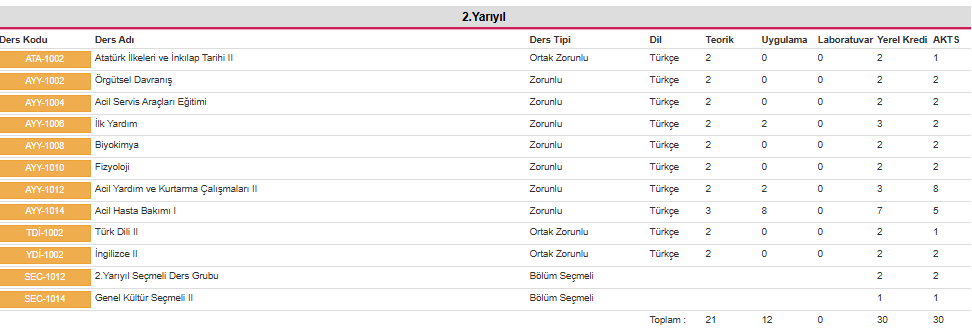 2.Yarıyıl
Ders Kodu Ders Adı Ders Tipi Dil Teorik Uygulama Laboratuvar Yerel Kredi AKTS
ATA-1002 Atatürk İlkeleri ve İnkılap Tarihi II Ortak Zorunlu Türkçe 2 0 0 2 1
AYY-1002 Örgütsel Davranış Zorunlu Türkçe 2 0 0 2 2
AYY-1004 Acil Servis Araçları Eğitimi Zorunlu Türkçe 2 0 0 2 2
AYY-1006 İlk Yardım Zorunlu Türkçe 2 2 0 3 2
AYY-1008 Biyokimya Zorunlu Türkçe 2 0 0 2 2
AYY-1010 Fizyoloji Zorunlu Türkçe 2 0 0 2 2
AYY-1012 Acil Yardım ve Kurtarma Çalışmaları II Zorunlu Türkçe 2 2 0 3 8
AYY-1014 Acil Hasta Bakımı I Zorunlu Türkçe 3 8 0 7 5
TDİ-1002 Türk Dili II Ortak Zorunlu Türkçe 2 0 0 2 1
YDİ-1002 İngilizce II Ortak Zorunlu Türkçe 2 0 0 2 2
SEC-1012 2.Yarıyıl Seçmeli Ders Grubu Bölüm Seçmeli 2 2
SEC-1014 Genel Kültür Seçmeli II Bölüm Seçmeli 1 1
Toplam : 21 12 0 30 30